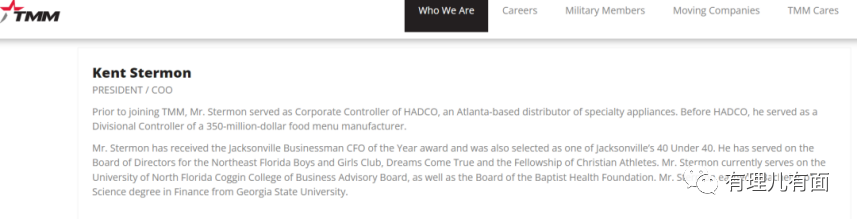 TMM
Who We Are Careers Military Members Moving Companies TMM Cares
Kent Stermon
PRESIDENT / COO
Prior to joining TMM, Mr. Stermon served as Corporate Controller of HADCO, an Atlanta-based distributor of specialty appliances. Before HADCO, he served as a
Divisional Controller of a 350-million-dollar food menu manufacturer.
Mr. Stermon has received the Jacksonville Businessman CFO of the Year award and was also selected as one of Jacksonville's 40 Under 40. He has served on the
Board of Directors for the Northeast Florida Boys and Girls Club, Dreams Come True and the Fellowship of Christian Athletes. Mr. Stermon currently serves on the
University of North Florida Coggin College of Business Advisory Board, as well as the Board of the Baptist Health Foundation. Mr.
Science degree in Finance from Georgia State University.
有理儿有面